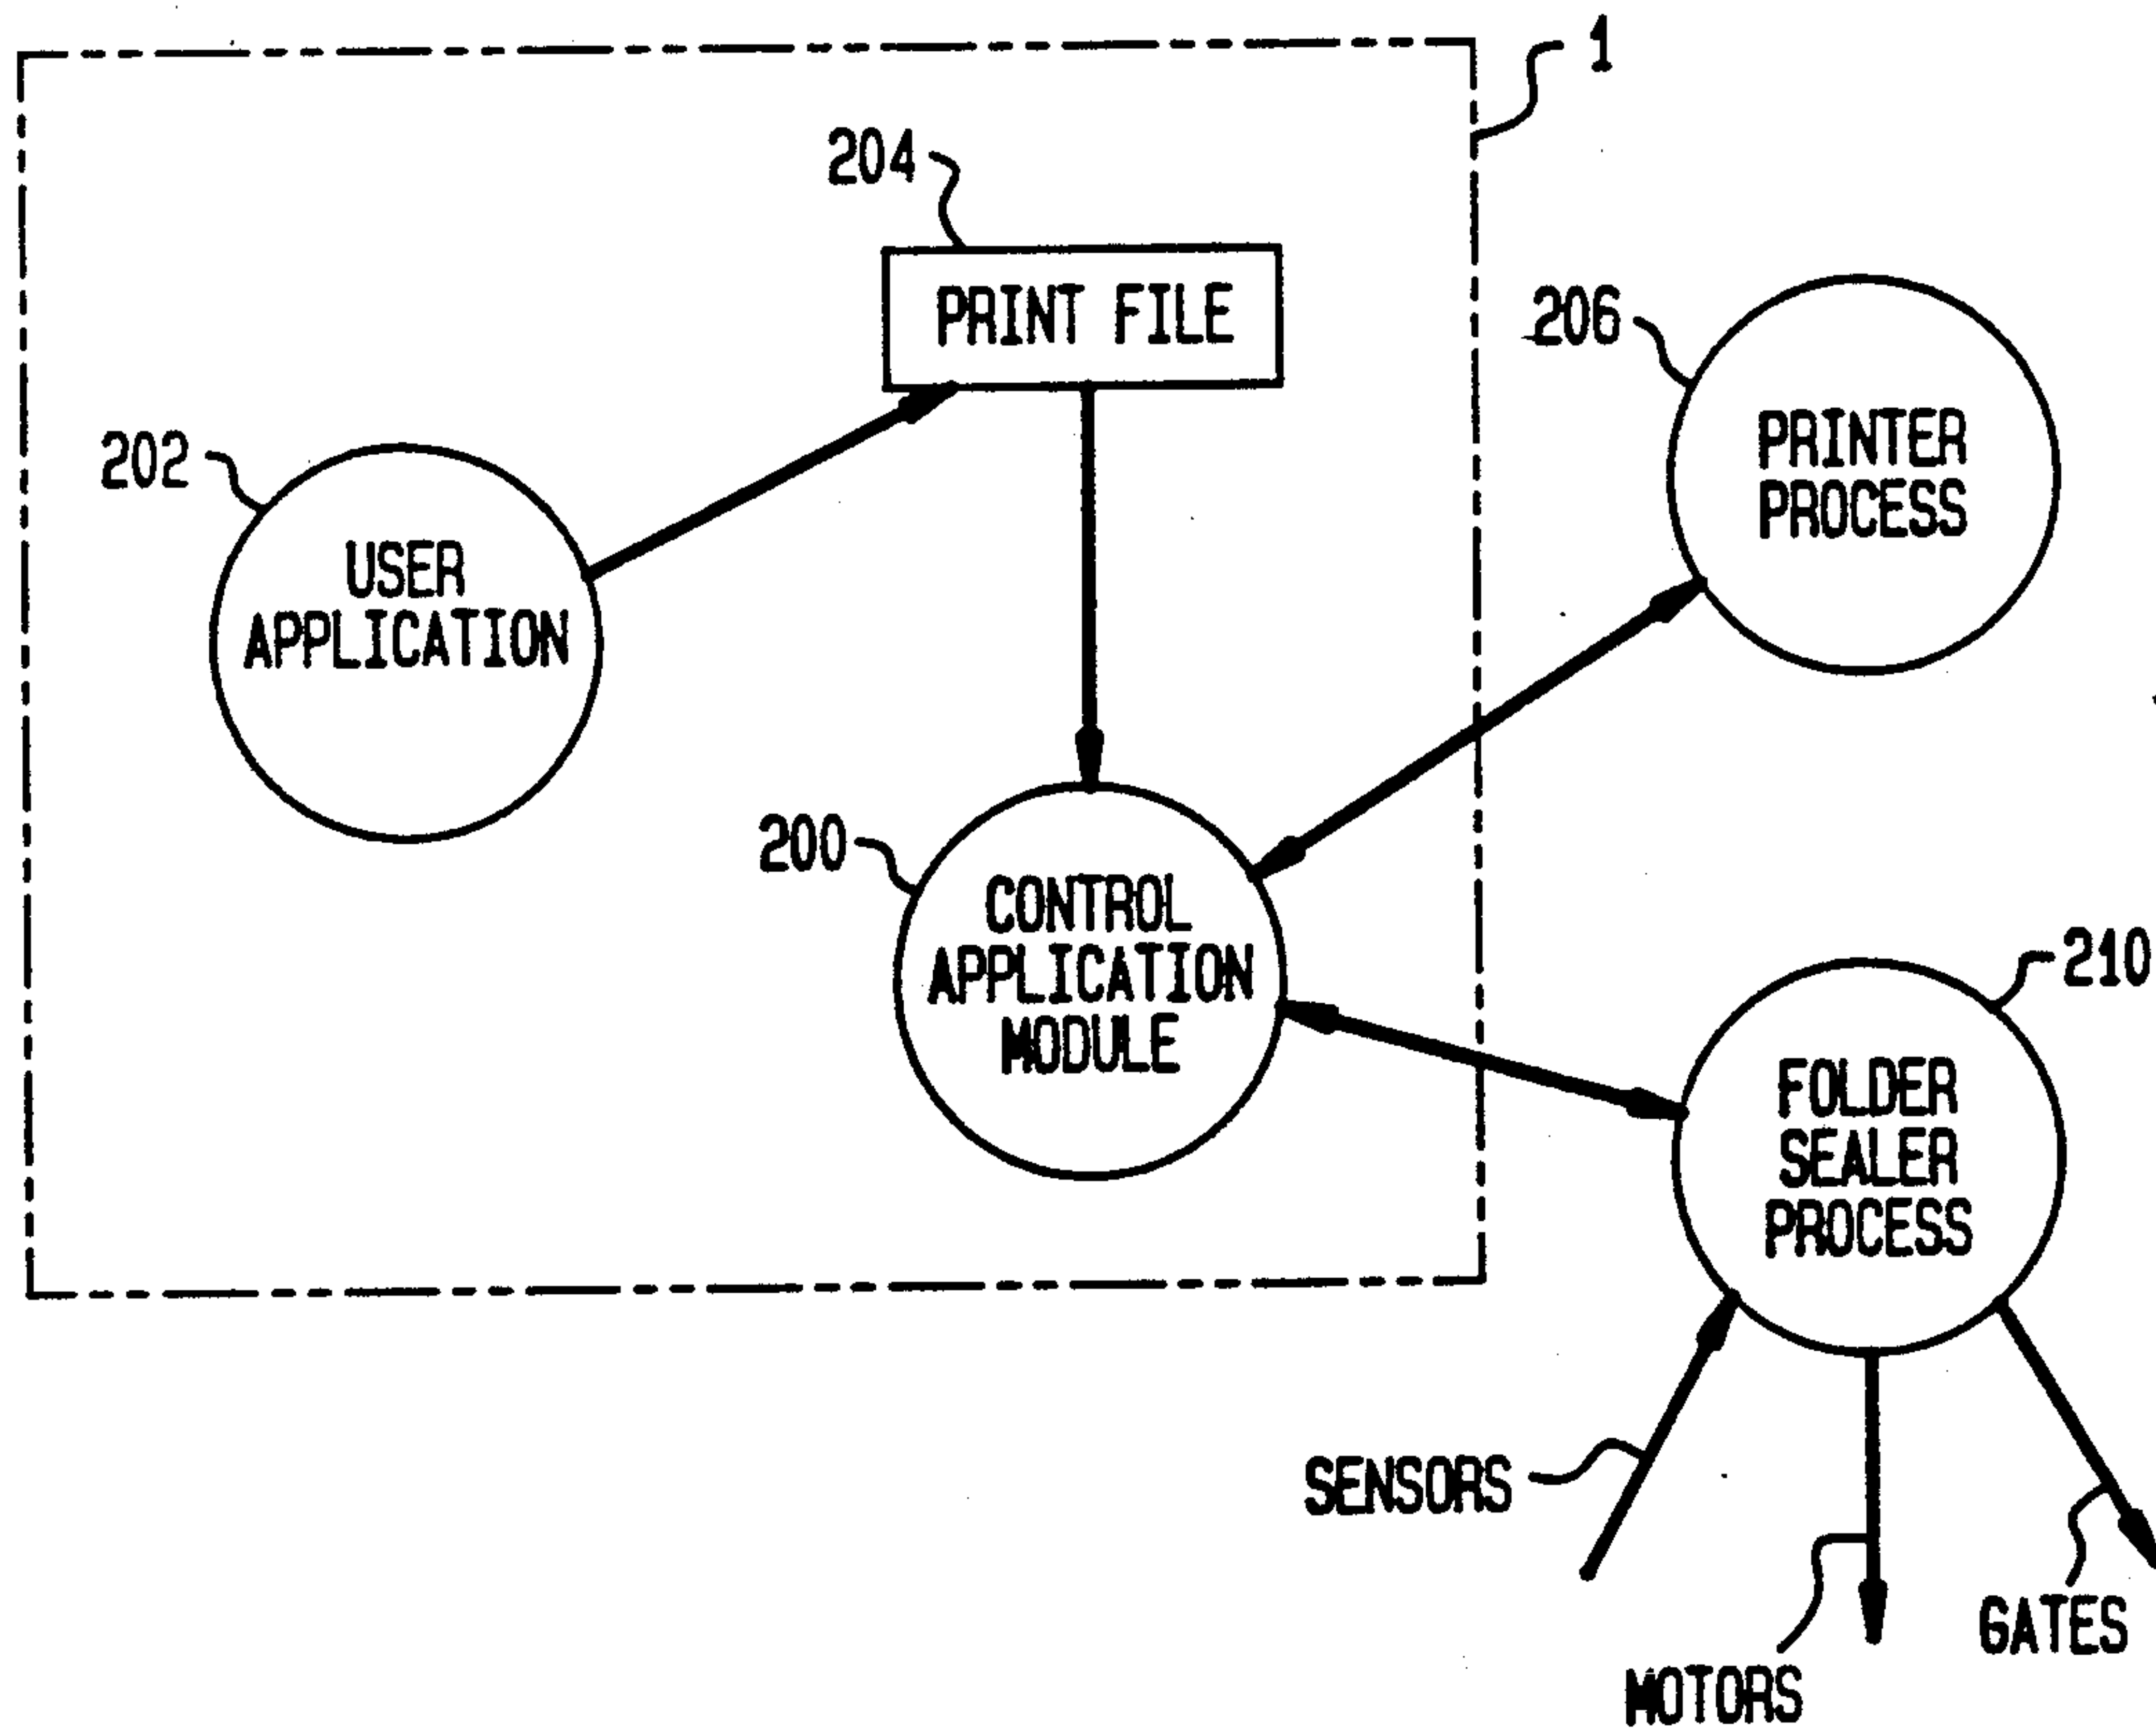 1
204
PRINT FILE
206
PRINTER
PROCESS
202
USER
APPLICATION
200
CONTROL
APPLICATION
MODULE
210
FOLDER
SEALER
PROCESS
SENSORS
GATES
MOTORS